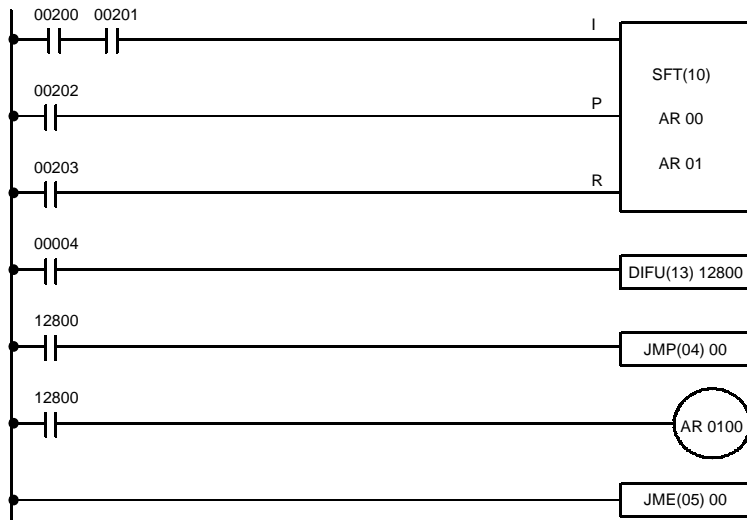 00200 00201
I
SFT(10)
00202
P
AR 00
AR 01
00203
R
00004
DIFU(13) 12800
12800
JMP(04) 00
12800
AR 0100
JME(05) 00